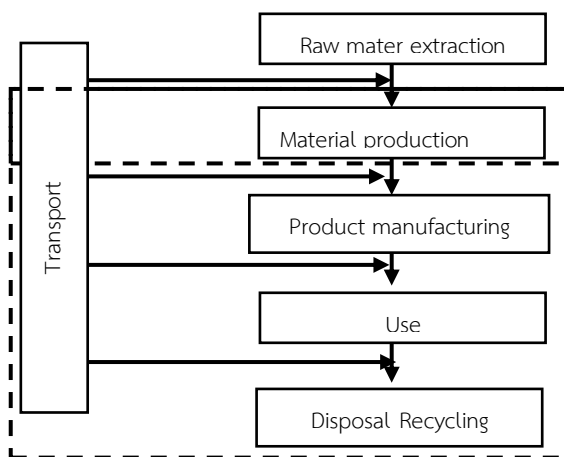 Raw mater extraction
Material production
Transport
Product manufacturing
Use
Disposal Recycling